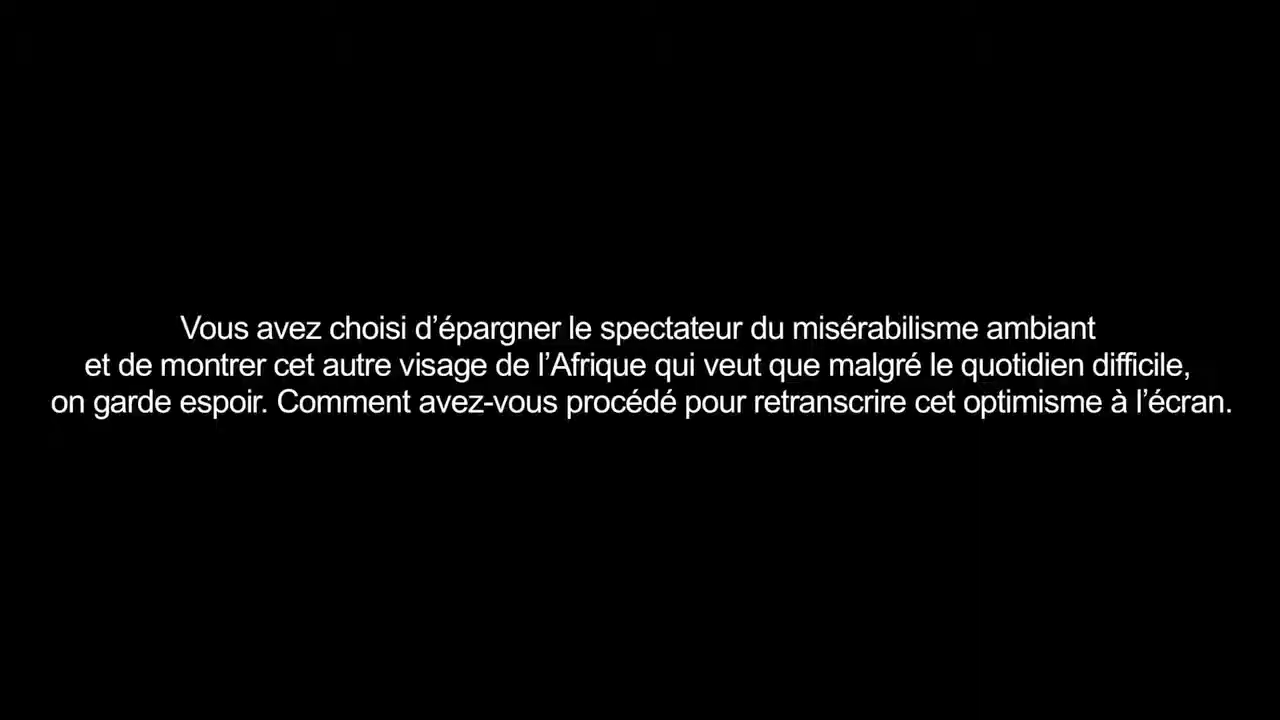 Vous avez choisi d’épargner le spectateur du misérabilisme ambiant
et de montrer cet autre visage de l’Afrique qui veut que malgré le quotidien difficile,
on garde espoir. Comment avez-vous procédé pour retranscrire cet optimisme à l’écran.